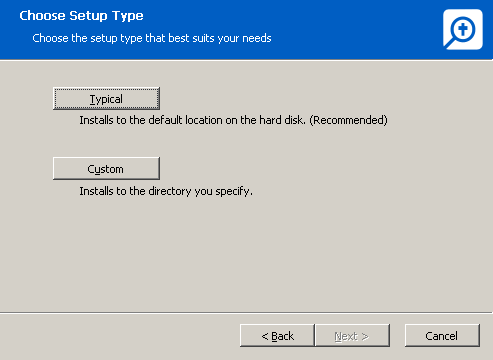 Choose Setup Type
Choose the setup type that best suits your needs
Typical
Installs to the default location on the hard disk. (Recommended)
Custom
Installs to the directory you specify.
< Back
Next >
Cancel